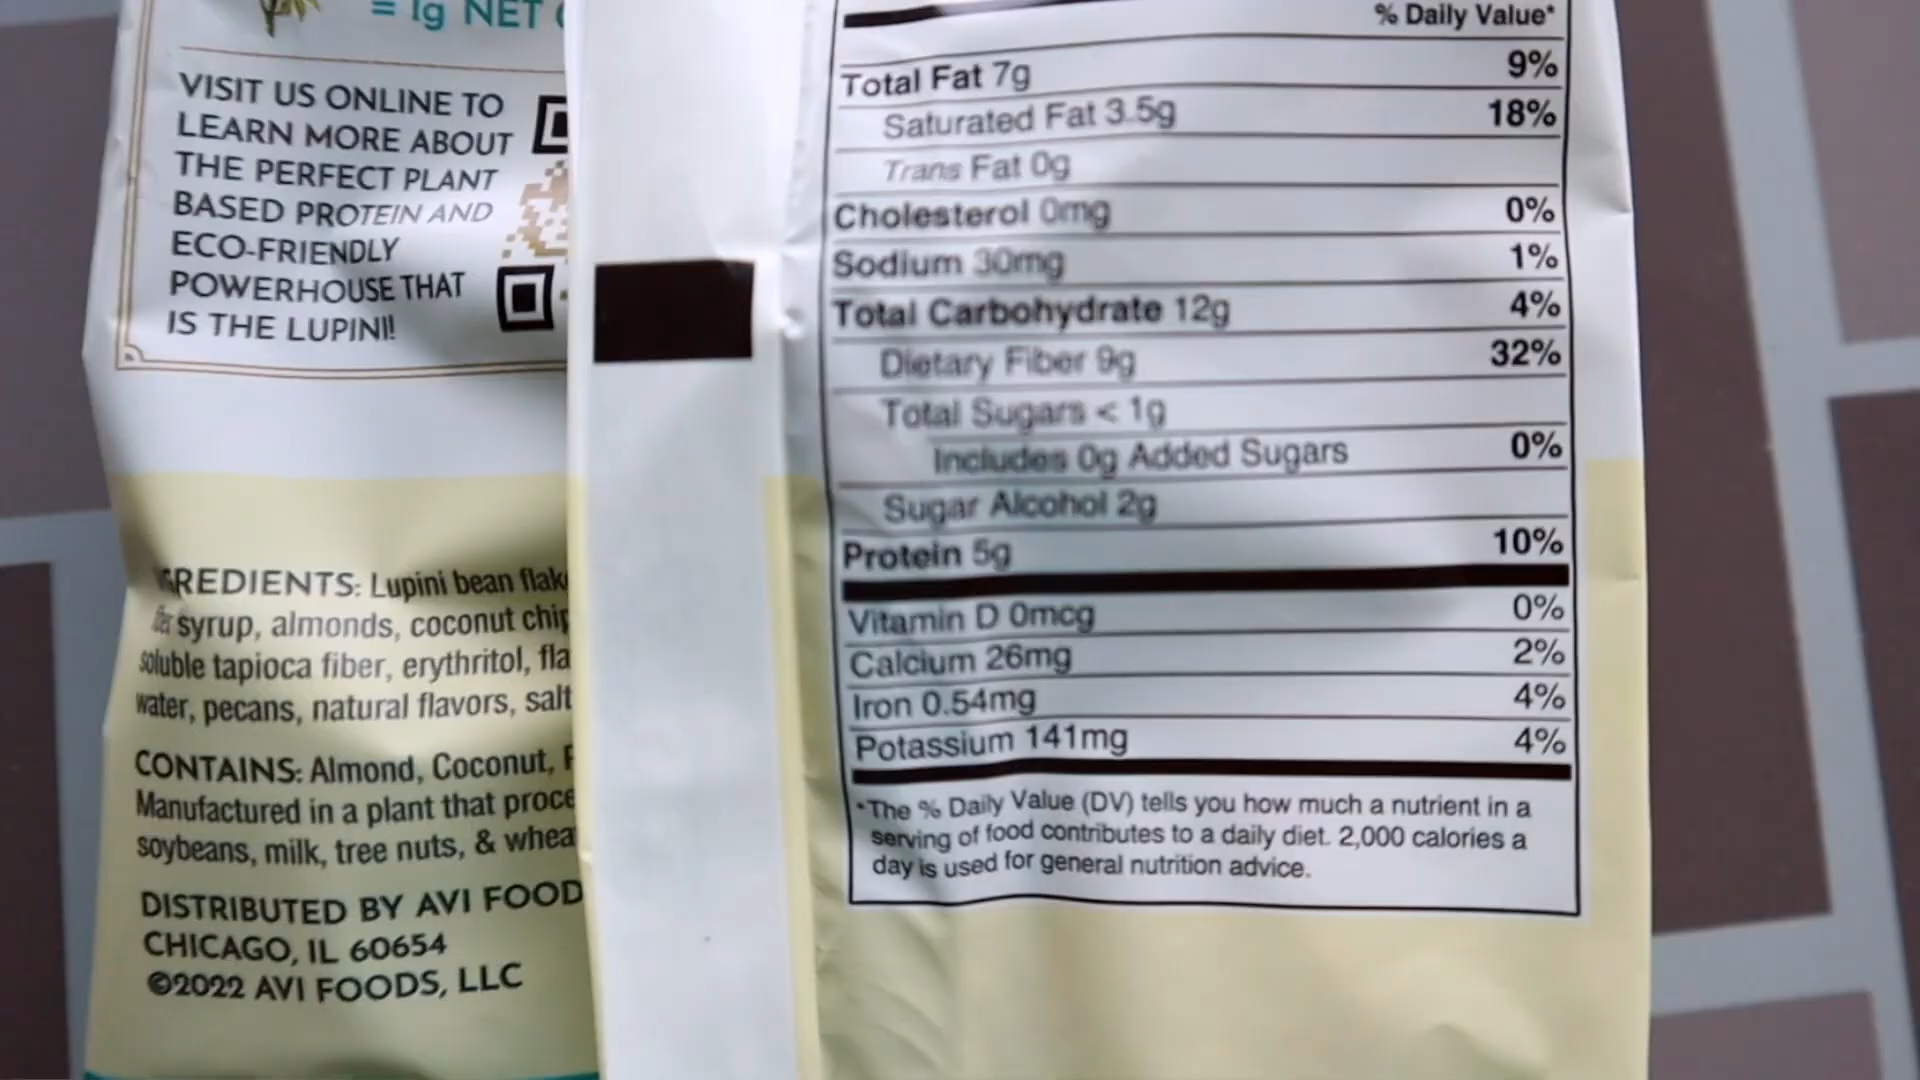 = 1g NET
VISIT US ONLINE TO
LEARN MORE ABOUT
THE PERFECT PLANT
BASED PROTEIN AND
ECO-FRIENDLY
POWERHOUSE THAT
IS THE LUPINI!
GREDIENTS: Lupini bean flak
syrup, almonds, coconut chip
soluble tapioca fiber, erythritol, fla
water, pecans, natural flavors, salt
CONTAINS: Almond, Coconut,
Manufactured in a plant that proce
soybeans, milk, tree nuts, & whea
DISTRIBUTED BY AVI FOOD
CHICAGO, IL 60654
©2022 AVI FOODS, LLC
% Daily Value*
Total Fat 7g 9%
Saturated Fat 3.5g 18%
Trans Fat 0g
Cholesterol 0mg 0%
Sodium 30mg 1%
Total Carbohydrate 12g 4%
Dietary Fiber 9g 32%
Total Sugars < 1g
Includes 0g Added Sugars 0%
Sugar Alcohol 2g
Protein 5g 10%
Vitamin D 0mcg 0%
Calcium 26mg 2%
Iron 0.54mg 4%
Potassium 141mg 4%
*The % Daily Value (DV) tells you how much a nutrient in a
serving of food contributes to a daily diet. 2,000 calories a
day is used for general nutrition advice.